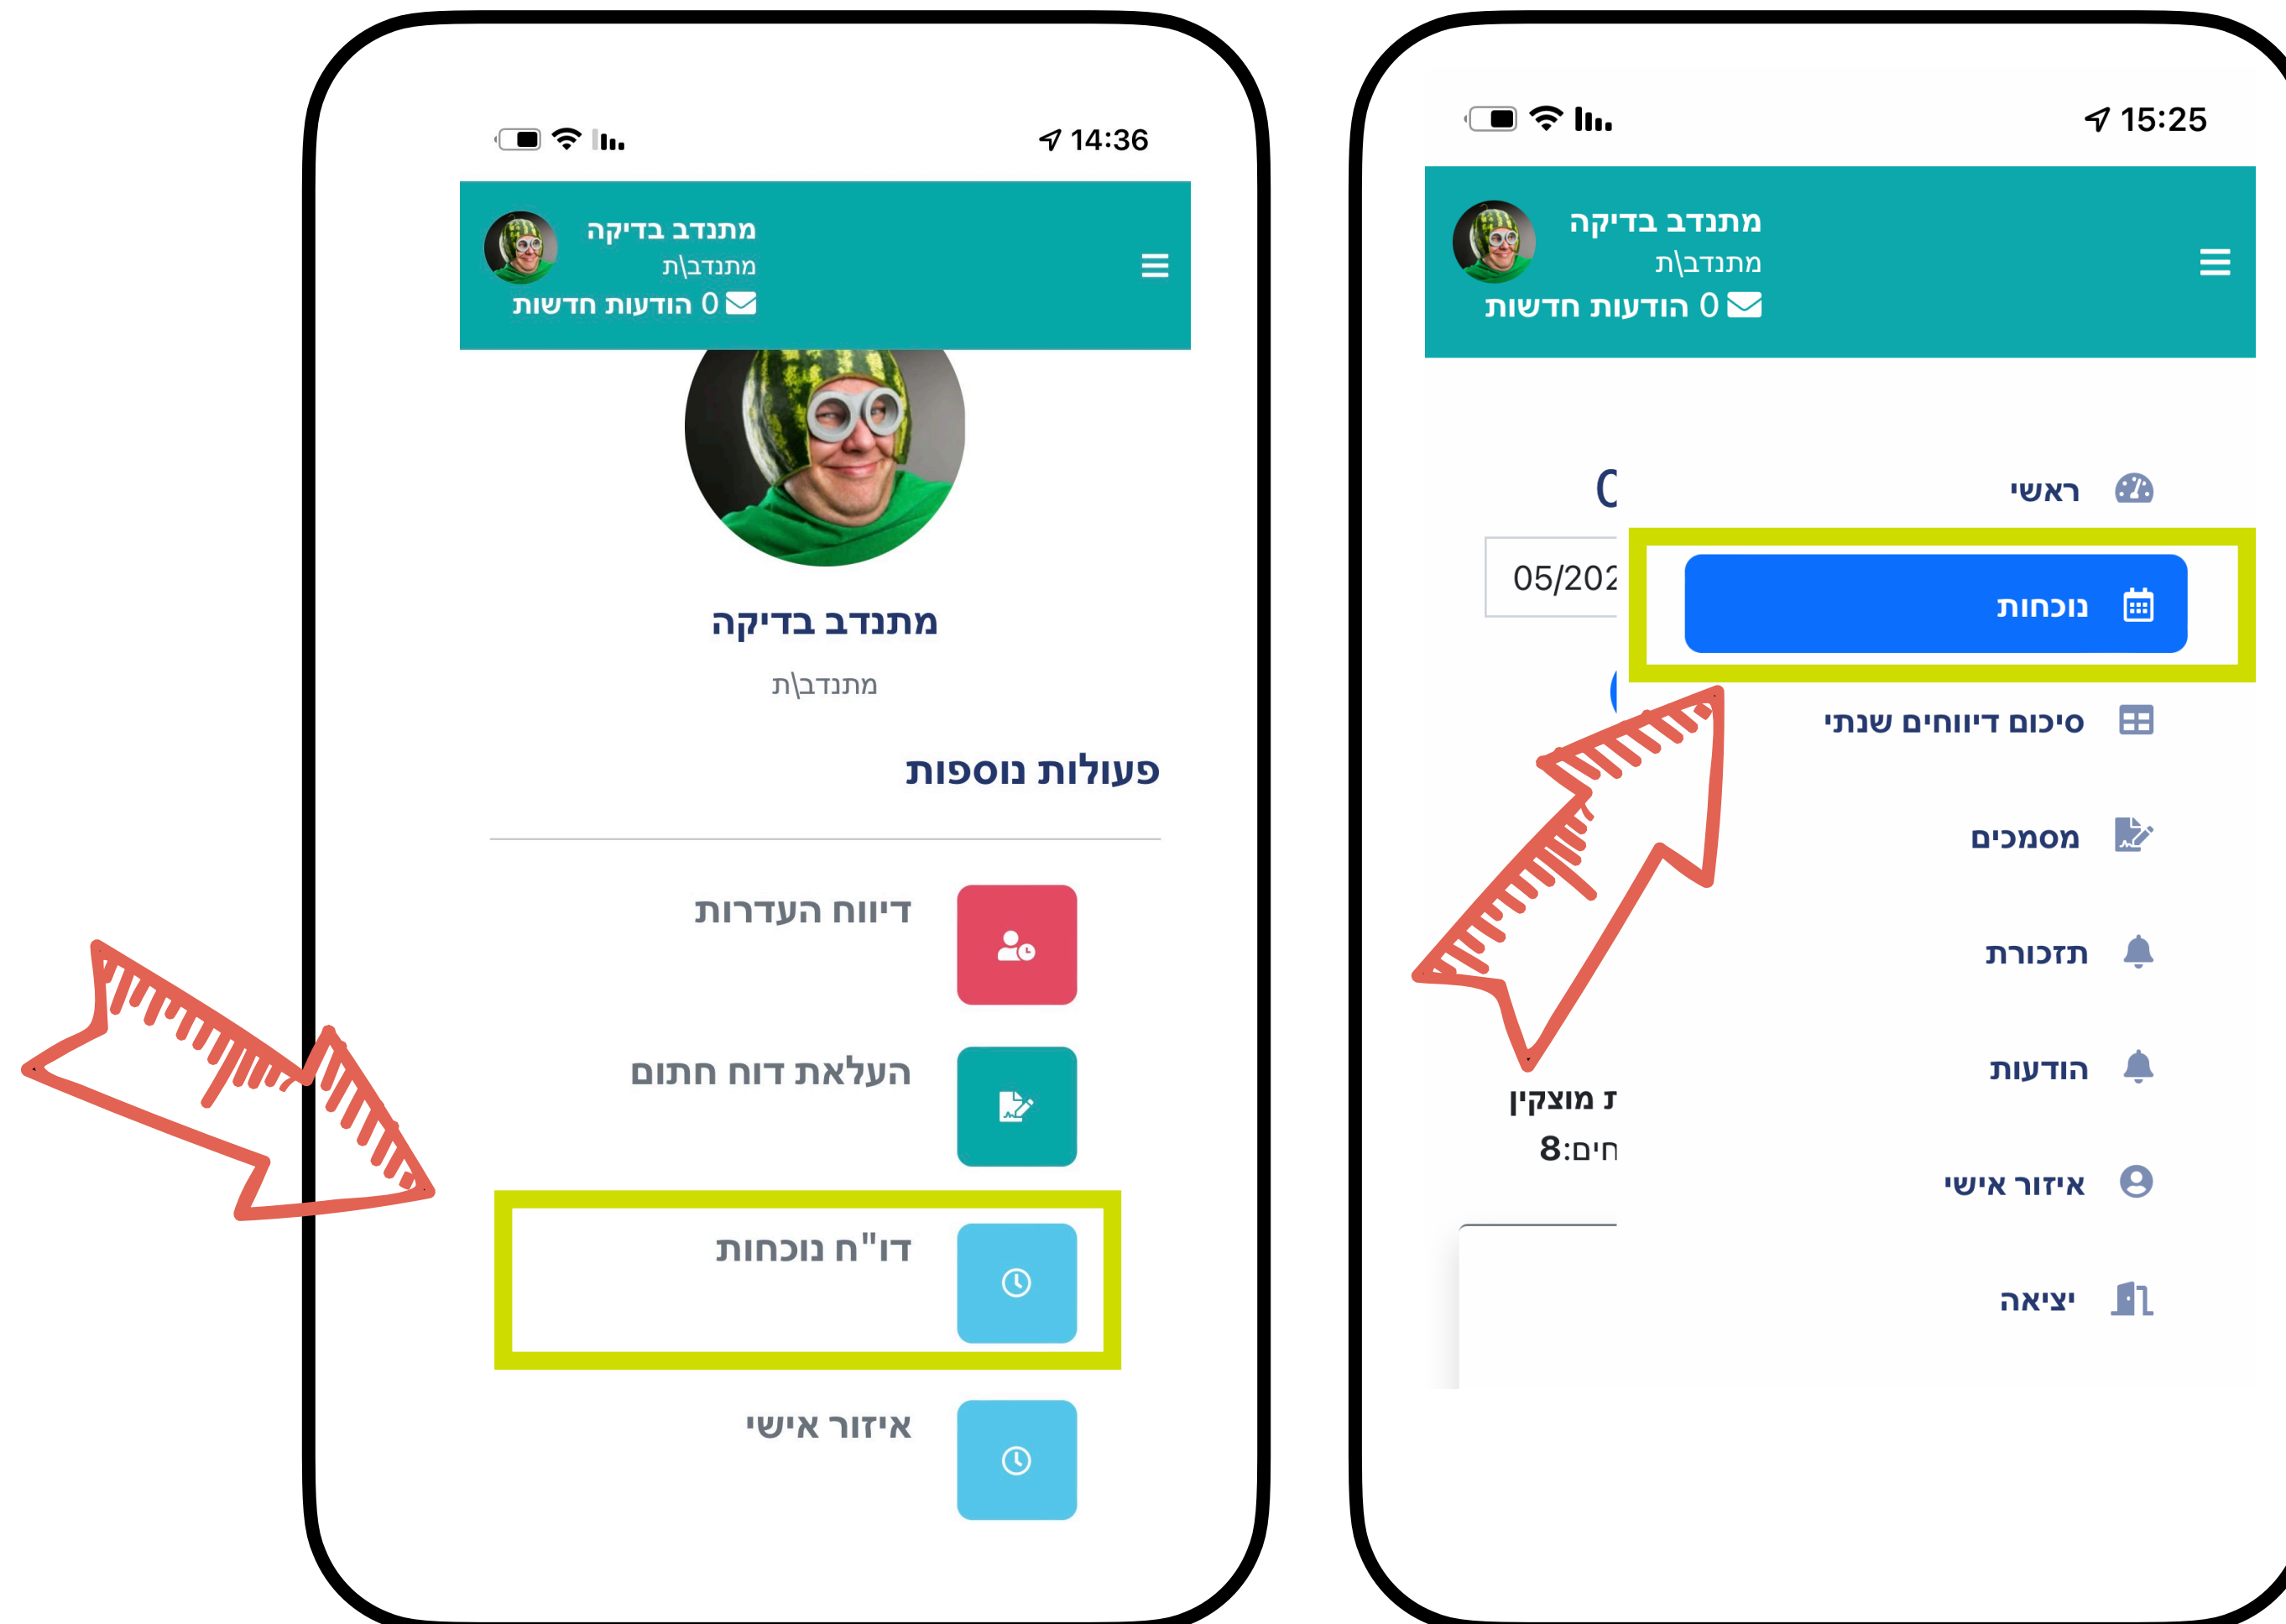 14:36
מתנדב בדיקה
מתנדב\ת
0 הודעות חדשות
מתנדב בדיקה
מתנדב\ת
פעולות נוספות
דיווח העדרות
העלאת דוח חתום
דו"ח נוכחות
איזור אישי
15:25
מתנדב בדיקה
מתנדב\ת
0 הודעות חדשות
ראשי
05/202
נוכחות
סיכום דיווחים שנתי
מסמכים
תזכורת
הודעות
ת מוצקין
חים:8
איזור אישי
יציאה